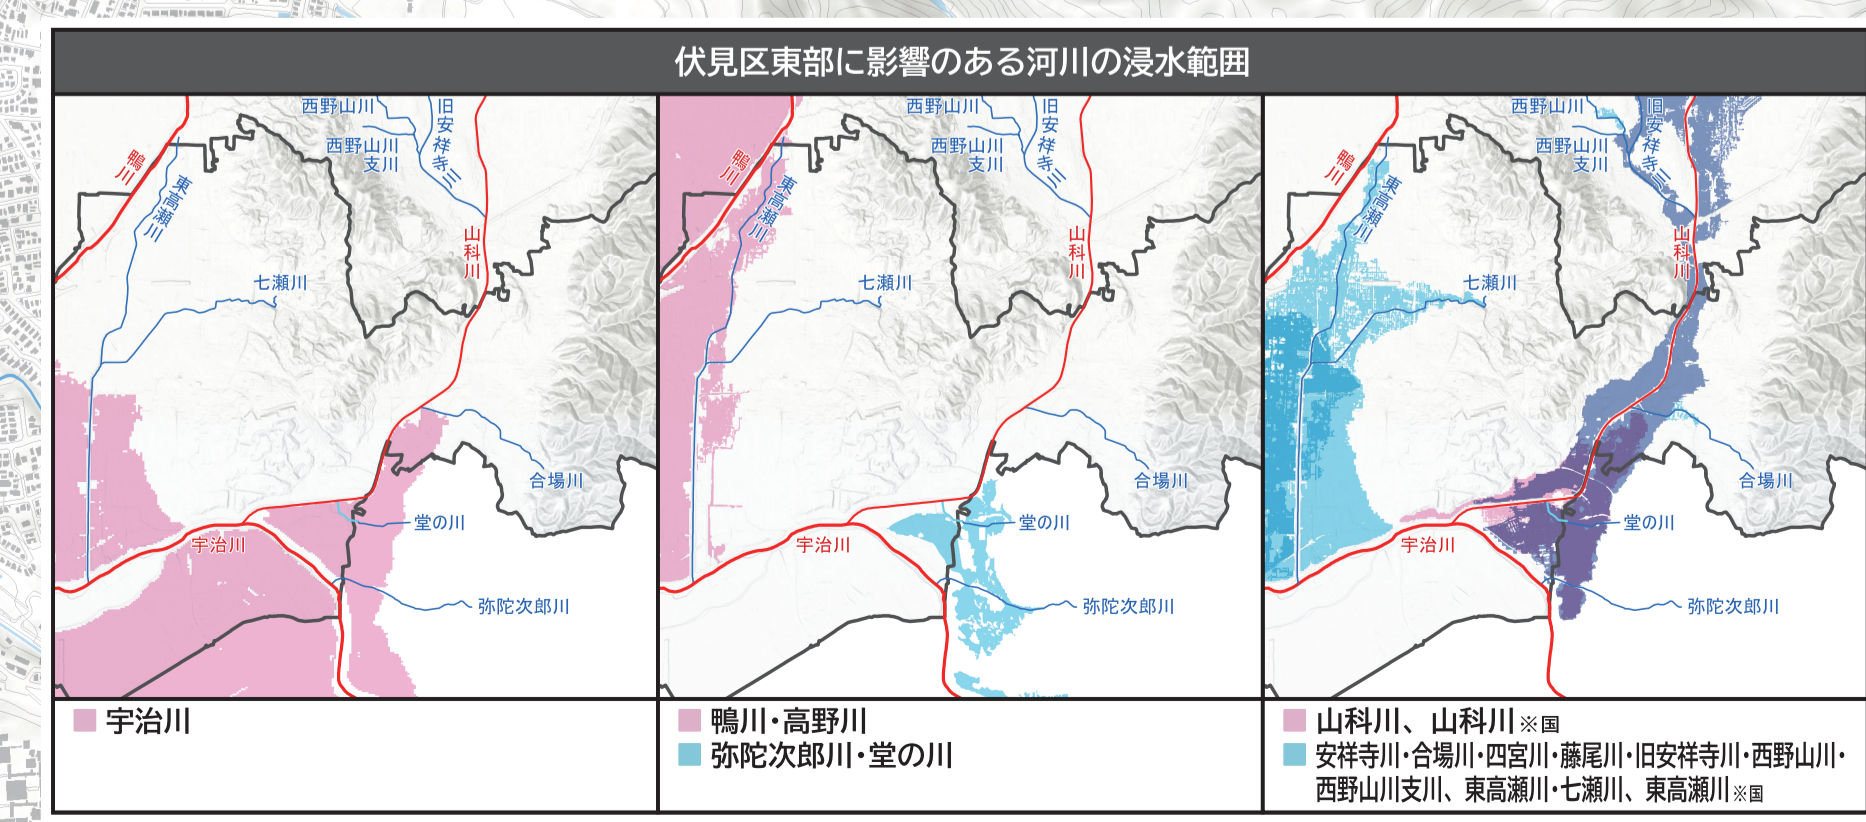 伏見区東部に影響のある河川の浸水範囲
西野山川
旧安祥寺川
西野山川
支川
鴨川
東高瀬川
山科川
七瀬川
合場川
堂の川
宇治川
弥陀次郎川
宇治川
西野山川
旧安祥寺川
西野山川
支川
鴨川
東高瀬川
山科川
七瀬川
合場川
堂の川
宇治川
弥陀次郎川
鴨川・高野川
弥陀次郎川・堂の川
西野山川
旧安祥寺川
西野山川
支川
鴨川
東高瀬川
山科川
七瀬川
合場川
堂の川
宇治川
弥陀次郎川
山科川、山科川※国
安祥寺川・合場川・四宮川・藤尾川・旧安祥寺川・西野山川・
西野山川支川、東高瀬川・七瀬川、東高瀬川※国